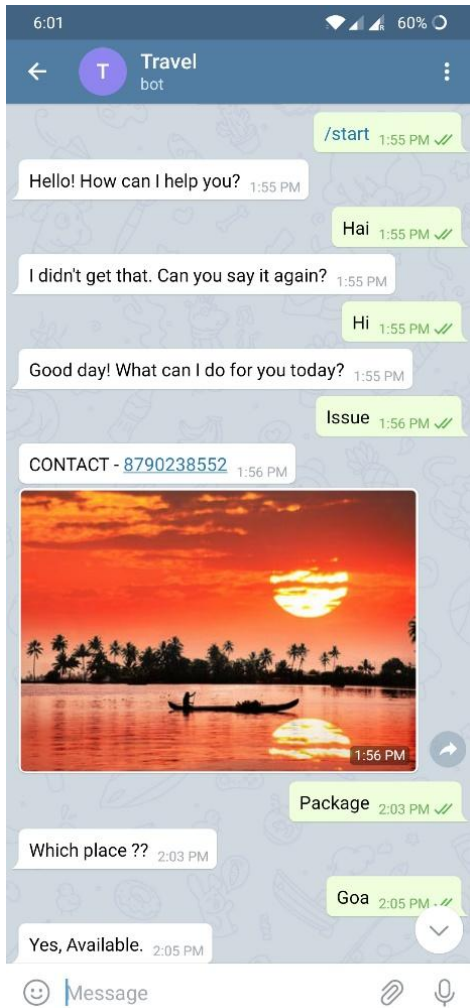 6:01
60%
T
Travel
bot
/start 1:55 PM
Hello! How can I help you? 1:55 PM
Hai 1:55 PM
I didn't get that. Can you say it again? 1:55 PM
Hi 1:55 PM
Good day! What can I do for you today? 1:55 PM
Issue 1:56 PM
CONTACT - 8790238552 1:56 PM
1:56 PM
Package 2:03 PM
Which place ?? 2:03 PM
Goa 2:05 PM
Yes, Available. 2:05 PM
Message